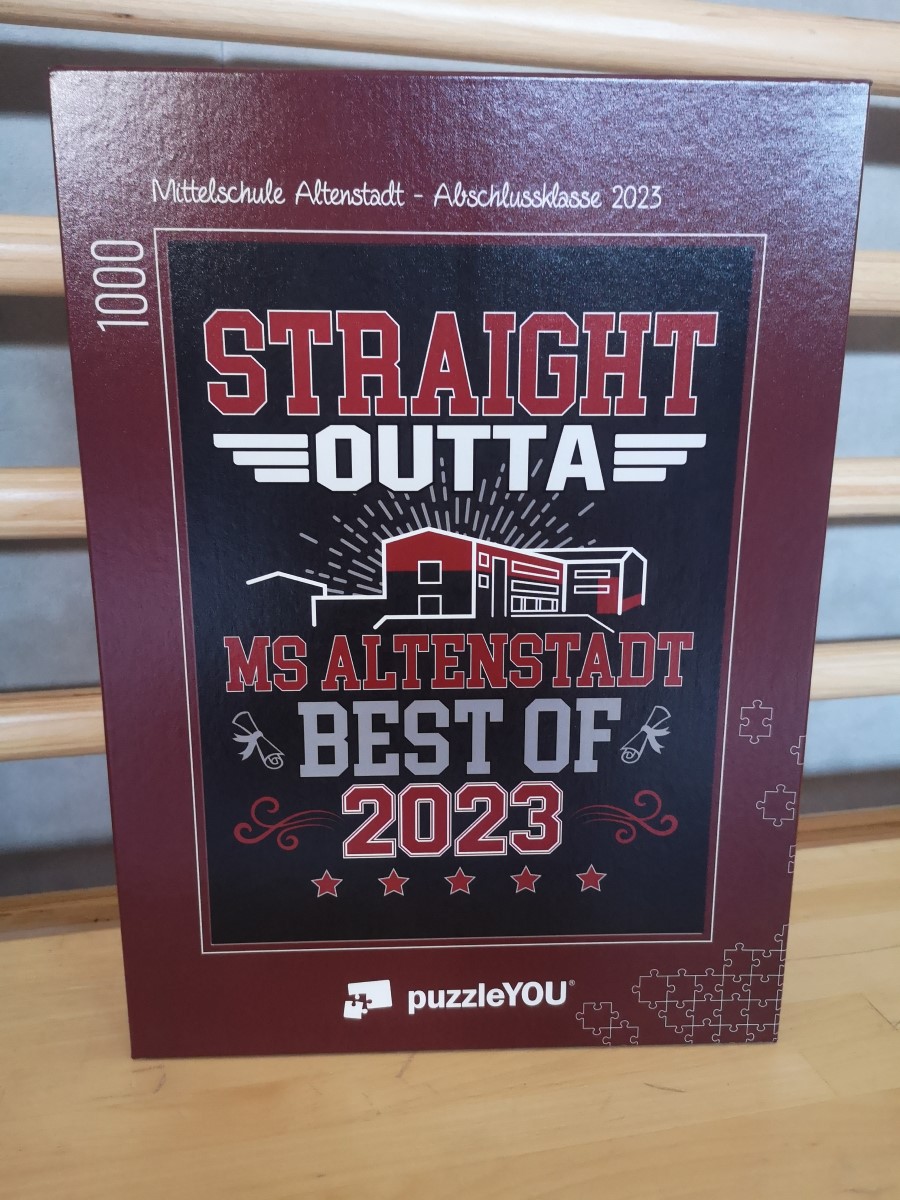 Mittelschule Altenstadt - Abschlussklasse 2023
1000
STRAIGHT
OUTTA
MS ALTENSTADT
BEST OF
2023
puzzleYOU®